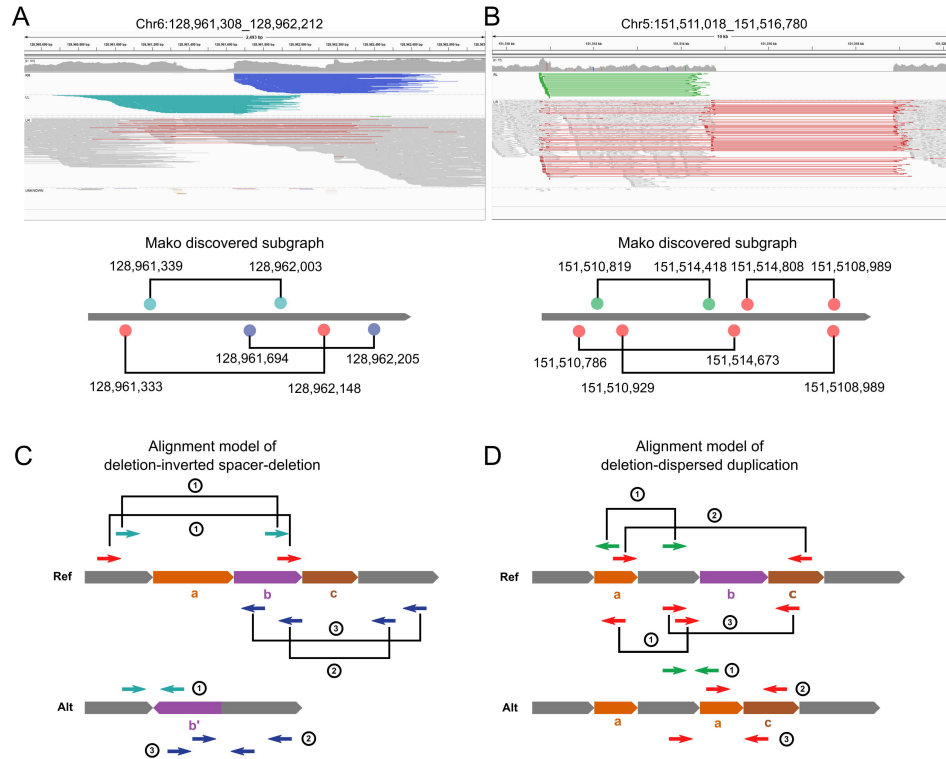 A
Chr6:128,961,308_128,962,212
B
Chr5:151,511,018_151,516,780
UNKNOWN
Mako discovered subgraph
128,961,339
128,962,003
128,961,694
128,962,205
128,961,333
128,962,148
Mako discovered subgraph
151,510,819
151,514,418
151,514,808
151,5108,989
151,510,786
151,514,673
151,510,929
151,5108,989
C
Alignment model of
deletion-inverted spacer-deletion
1
1
Ref
a
b
c
3
2
Alt
1
b'
2
3
D
Alignment model of
deletion-dispersed duplication
1
2
Ref
a
b
c
3
1
1
2
Alt
a
a
c
3